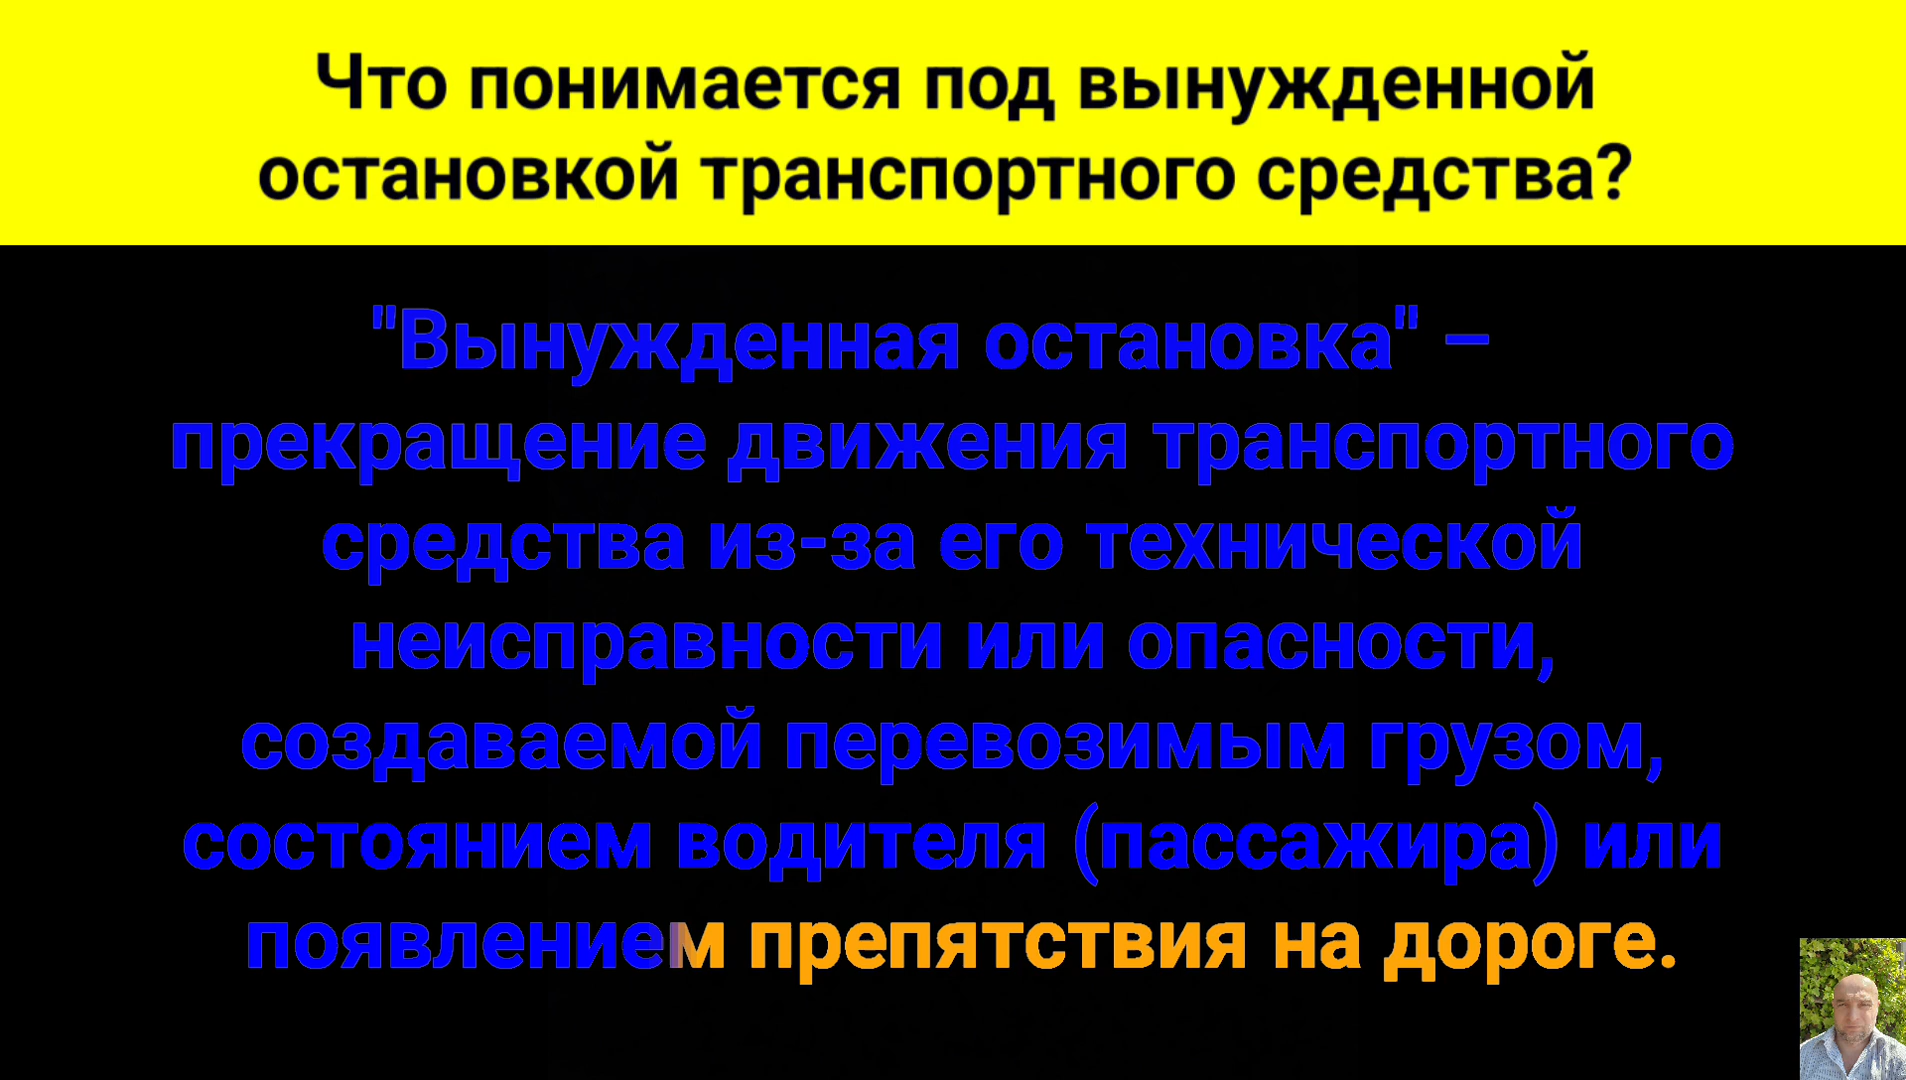 Что понимается под вынужденной
остановкой транспортного средства?
"Вынужденная остановка" –
прекращение движения транспортного
средства из-за его технической
неисправности или опасности,
создаваемой перевозимым грузом,
состоянием водителя (пассажира) или
появлением препятствия на дороге.